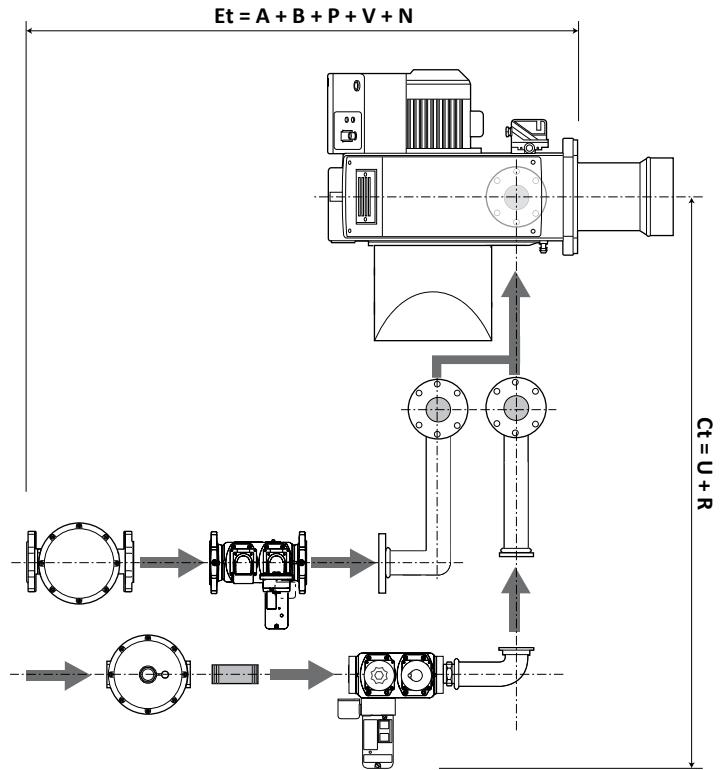 Et = A + B + P + V + N
Ct = U + R